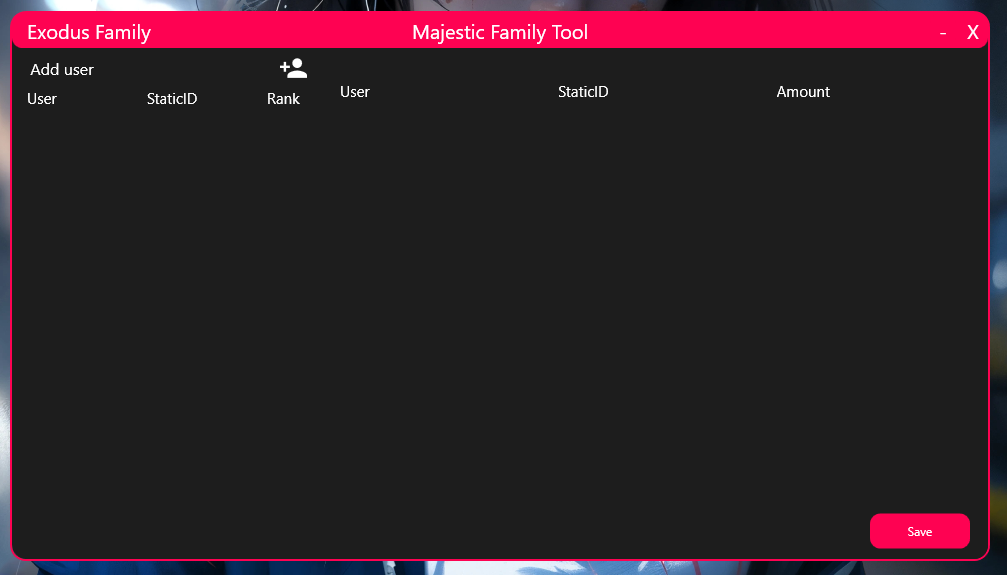 Exodus Family
Majestic Family Tool
- X
Add user
User StaticID Rank
User StaticID Amount
Save